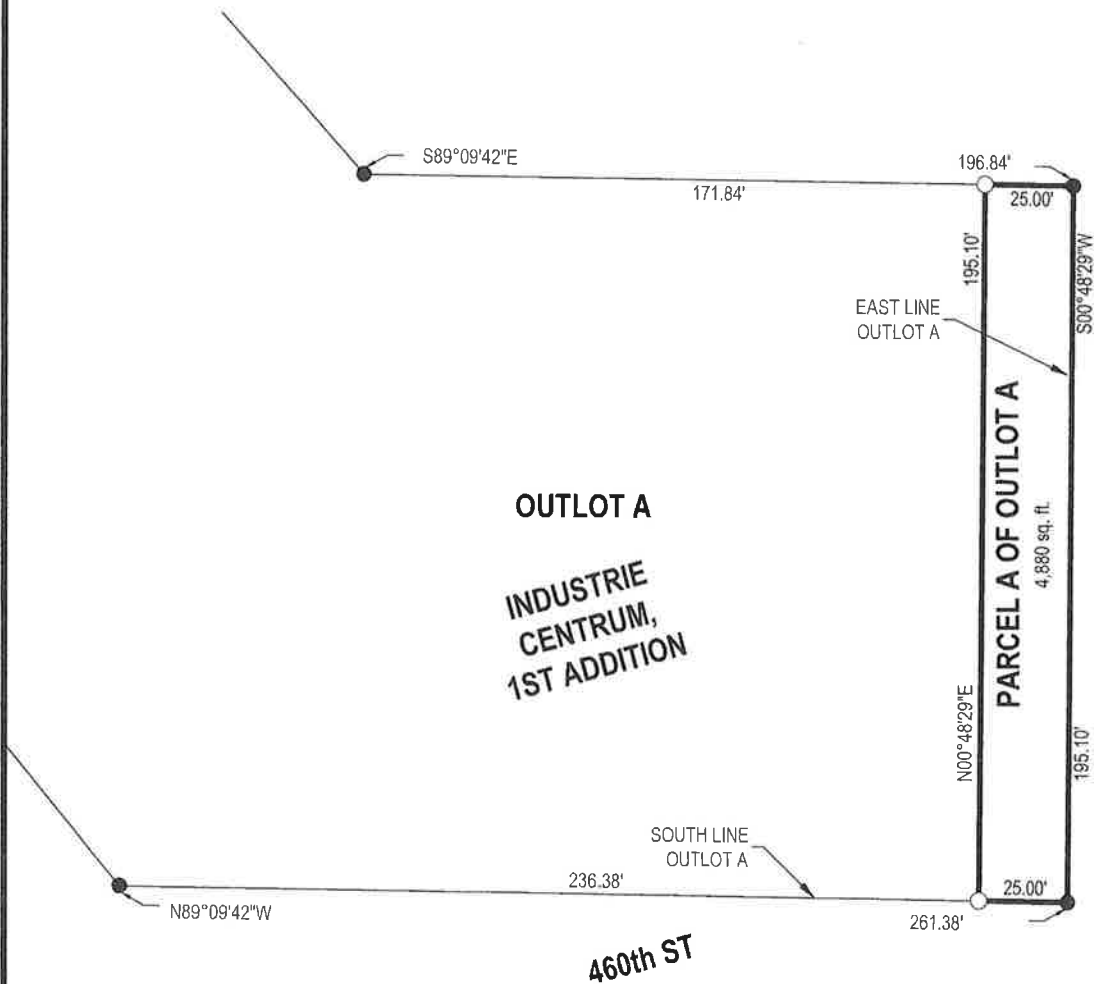 S89°09'42"E
196.84'
171.84'
25.00'
195.10'
S00°48'29"W
EAST LINE
OUTLOT A
PARCEL A OF OUTLOT A
4,880 sq. ft.
OUTLOT A
INDUSTRIE
CENTRUM,
1ST ADDITION
N00°48'29"E
195.10'
SOUTH LINE
OUTLOT A
236.38'
25.00'
N89°09'42"W
261.38'
460th ST